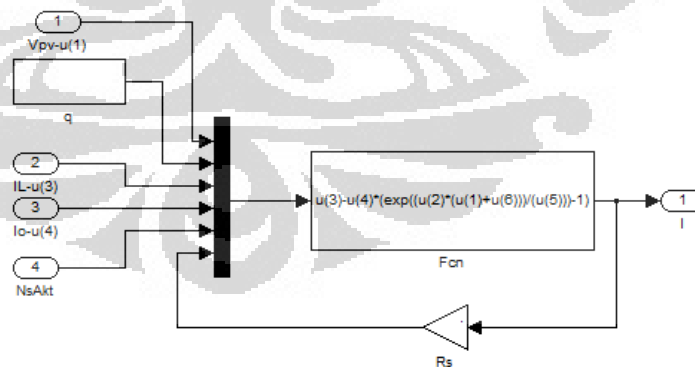 1
Vpv-u(1)
q
2
IL-u(3)
3
Io-u(4)
4
NsAkt
u(3)-u(4)*(exp((u(2)*(u(1)+u(6)))/(u(5)))-1)
Fcn
1
I
Rs